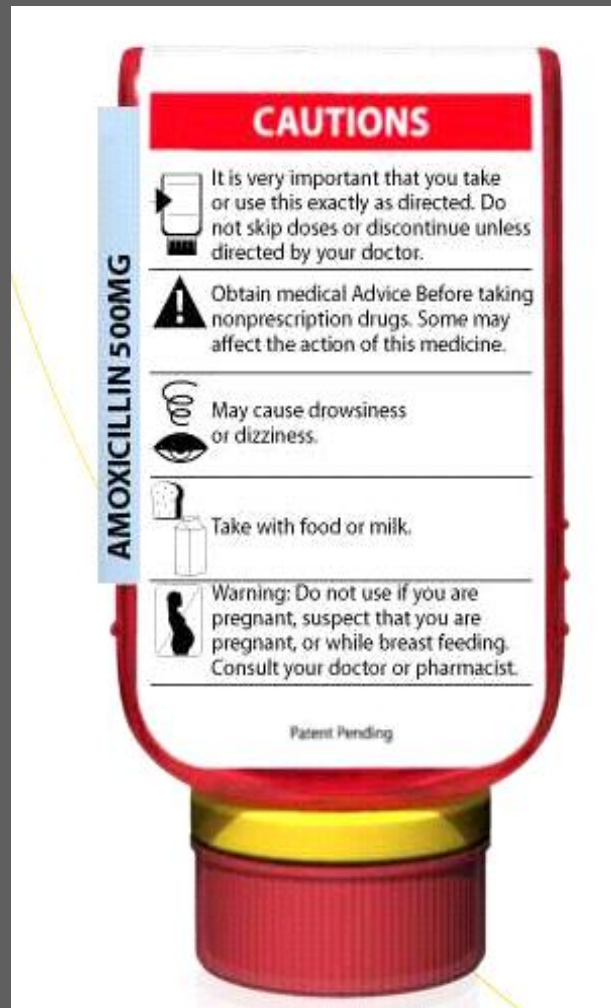 CAUTIONS
It is very important that you take
or use this exactly as directed. Do
not skip doses or discontinue unless
directed by your doctor.
Obtain medical Advice Before taking
nonprescription drugs. Some may
affect the action of this medicine.
May cause drowsiness
or dizziness.
Take with food or milk.
Warning: Do not use if you are
pregnant, suspect that you are
pregnant, or while breast feeding.
Consult your doctor or pharmacist.
Patent Pending
AMOXICILLIN 500MG